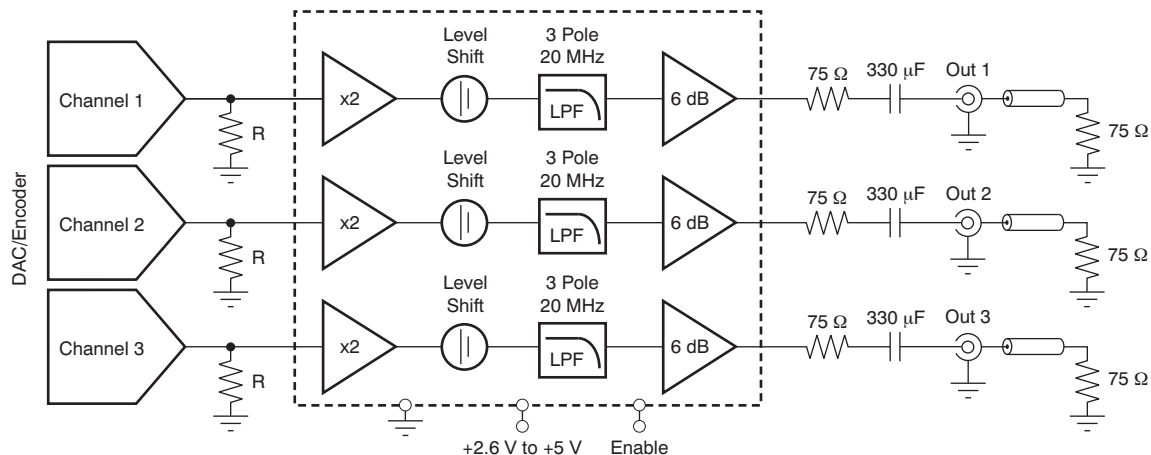 DAC/Encoder
Channel 1
R
x2
Level
Shift
3 Pole
20 MHz
LPF
6 dB
75 Ω
330 μF
Out 1
75 Ω
Channel 2
R
x2
Level
Shift
3 Pole
20 MHz
LPF
6 dB
75 Ω
330 μF
Out 2
75 Ω
Channel 3
R
x2
Level
Shift
3 Pole
20 MHz
LPF
6 dB
75 Ω
330 μF
Out 3
75 Ω
+2.6 V to +5 V
Enable